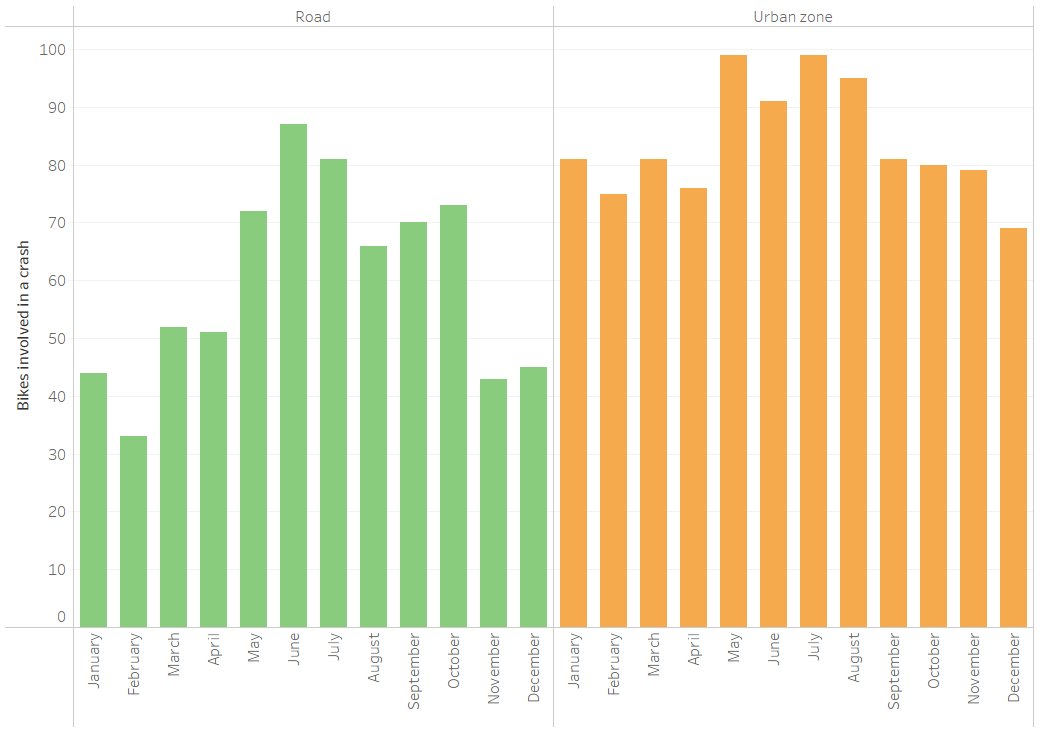 Road
Urban zone
Bikes involved in a crash
100
90
80
70
60
50
40
30
20
10
0
January
February
March
April
May
June
July
August
September
October
November
December
January
February
March
April
May
June
July
August
September
October
November
December